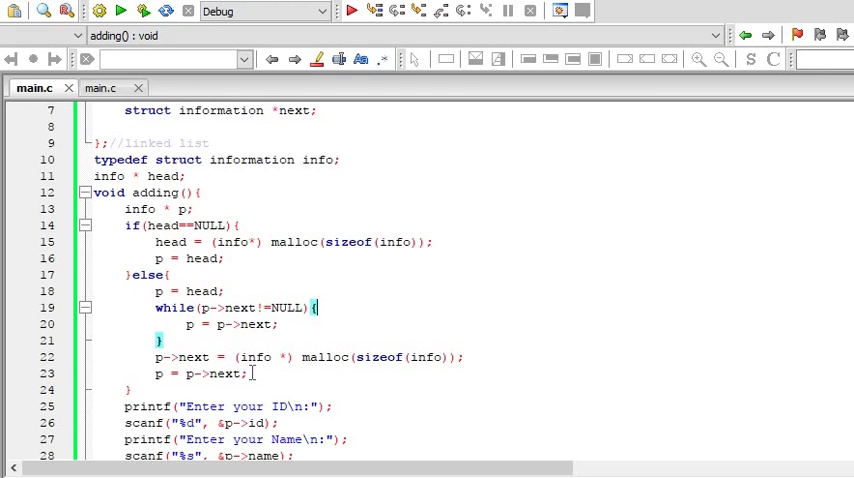 Debug
adding() : void
Aa .*
S C
main.c × main.c ×
7 struct information *next;
8
9 };//linked list
10 typedef struct information info;
11 info * head;
12 void adding(){
13 info * p;
14 if(head==NULL){
15 head = (info*) malloc(sizeof(info));
16 p = head;
17 }else{
18 p = head;
19 while(p->next!=NULL){
20 p = p->next;
21 }
22 p->next = (info *) malloc(sizeof(info));
23 p = p->next;
24 }
25 printf("Enter your ID\n:");
26 scanf("%d", &p->id);
27 printf("Enter your Name\n:");
28 scanf("%s", &p->name);